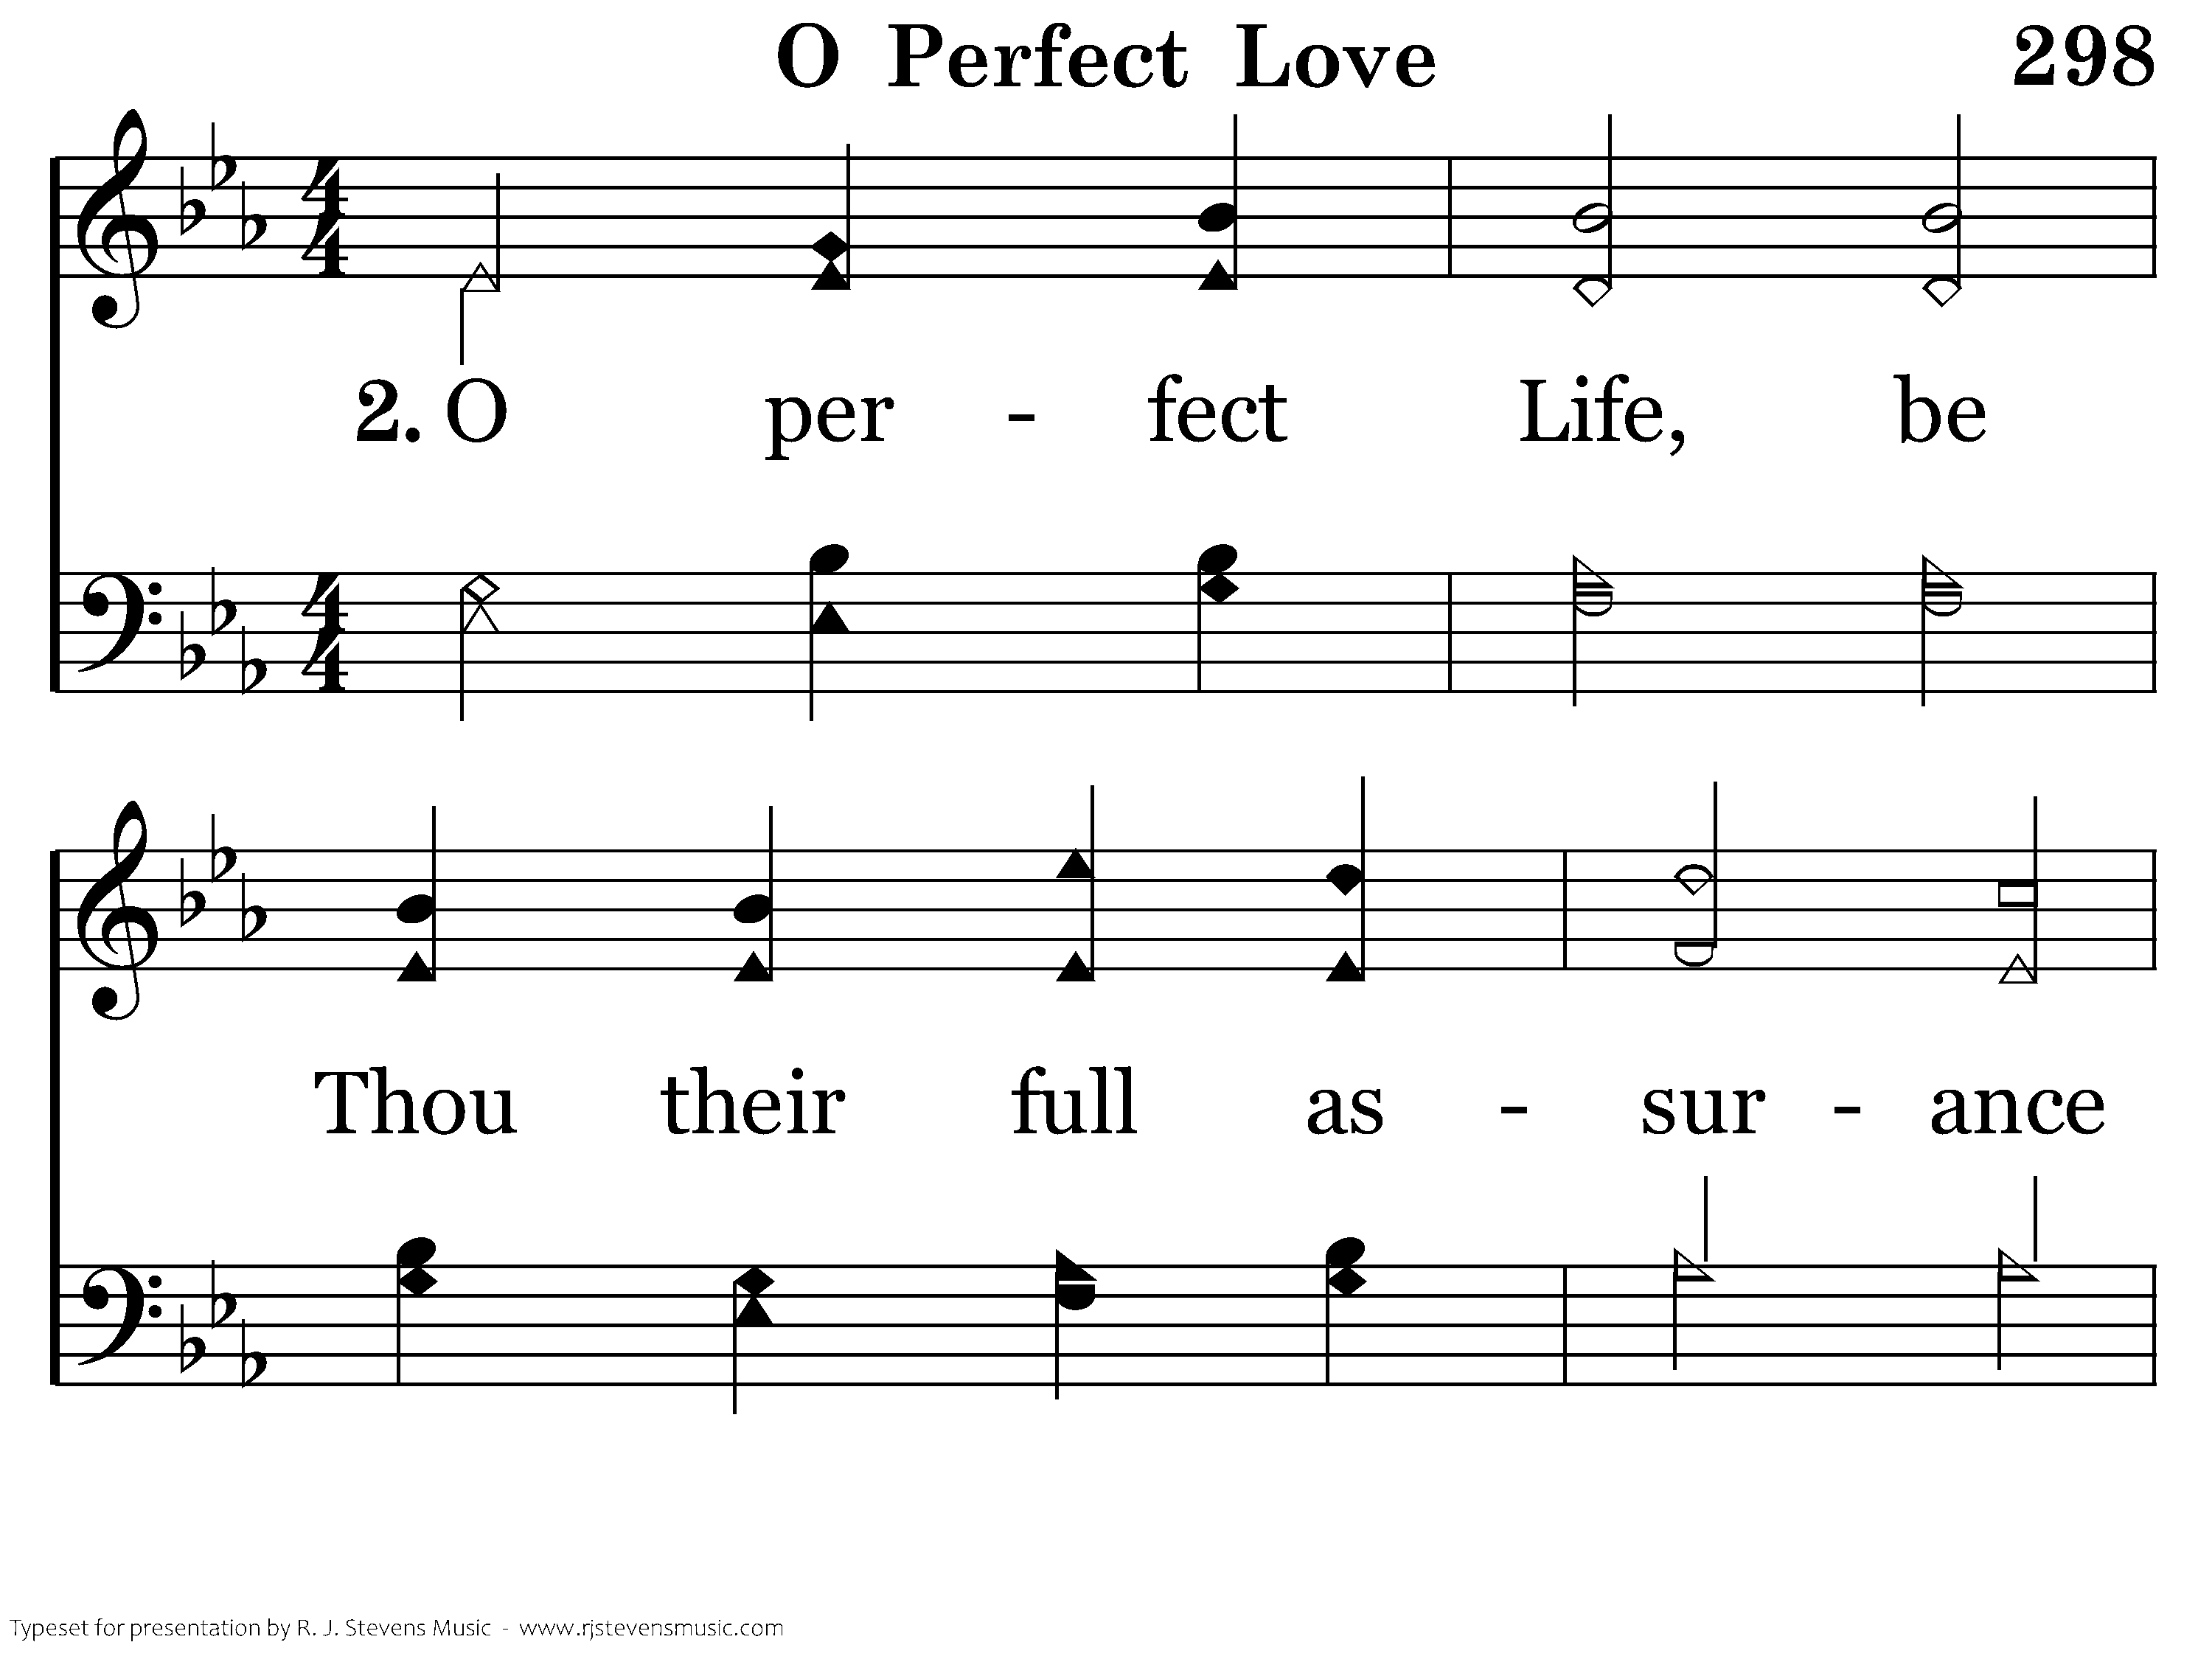 O Perfect Love 298
2. O per - fect Life, be
Thou their full as - sur - ance
Typeset for presentation by R. J. Stevens Music - www.rjstevensmusic.com